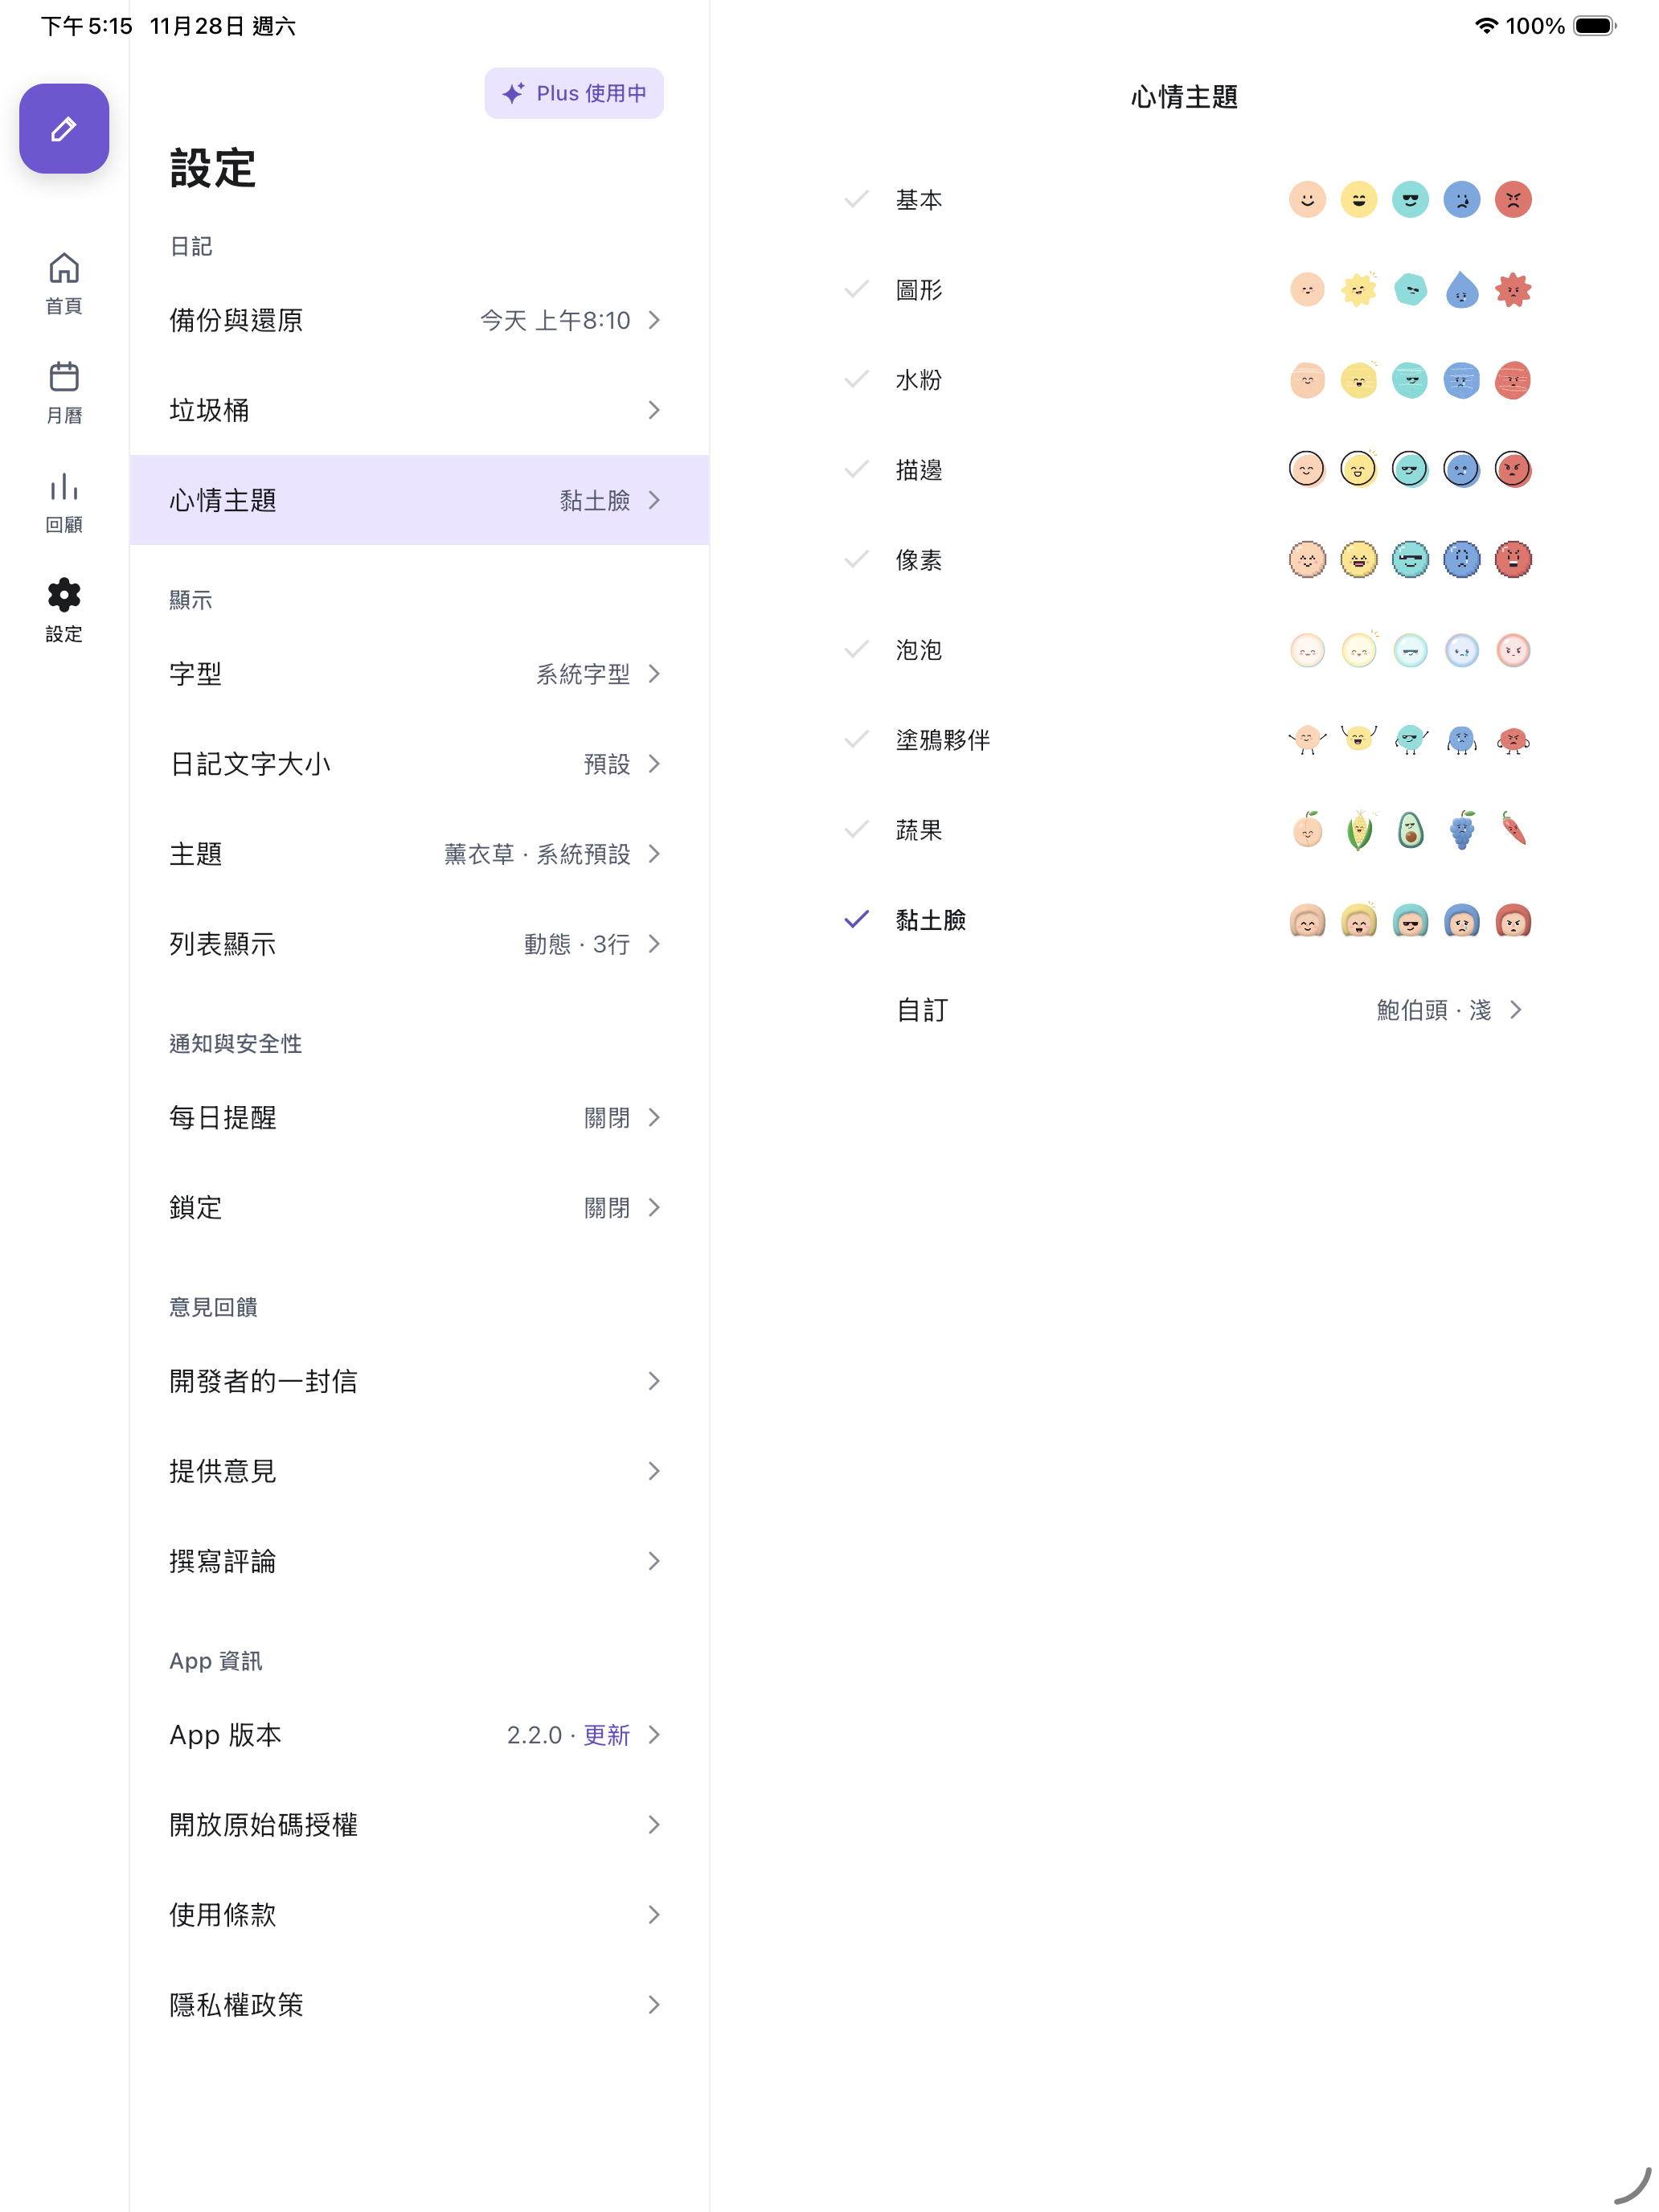 下午5:15 11月28日 週六
100%
首頁
月曆
回顧
設定
Plus 使用中
設定
日記
備份與還原 今天 上午8:10
垃圾桶
心情主題 黏土臉
顯示
字型 系統字型
日記文字大小 預設
主題 薰衣草 · 系統預設
列表顯示 動態 · 3行
通知與安全性
每日提醒 關閉
鎖定 關閉
意見回饋
開發者的一封信
提供意見
撰寫評論
App 資訊
App 版本 2.2.0 · 更新
開放原始碼授權
使用條款
隱私權政策
心情主題
基本
圖形
水粉
描邊
像素
泡泡
塗鴉夥伴
蔬果
黏土臉
自訂 鮑伯頭 · 淺